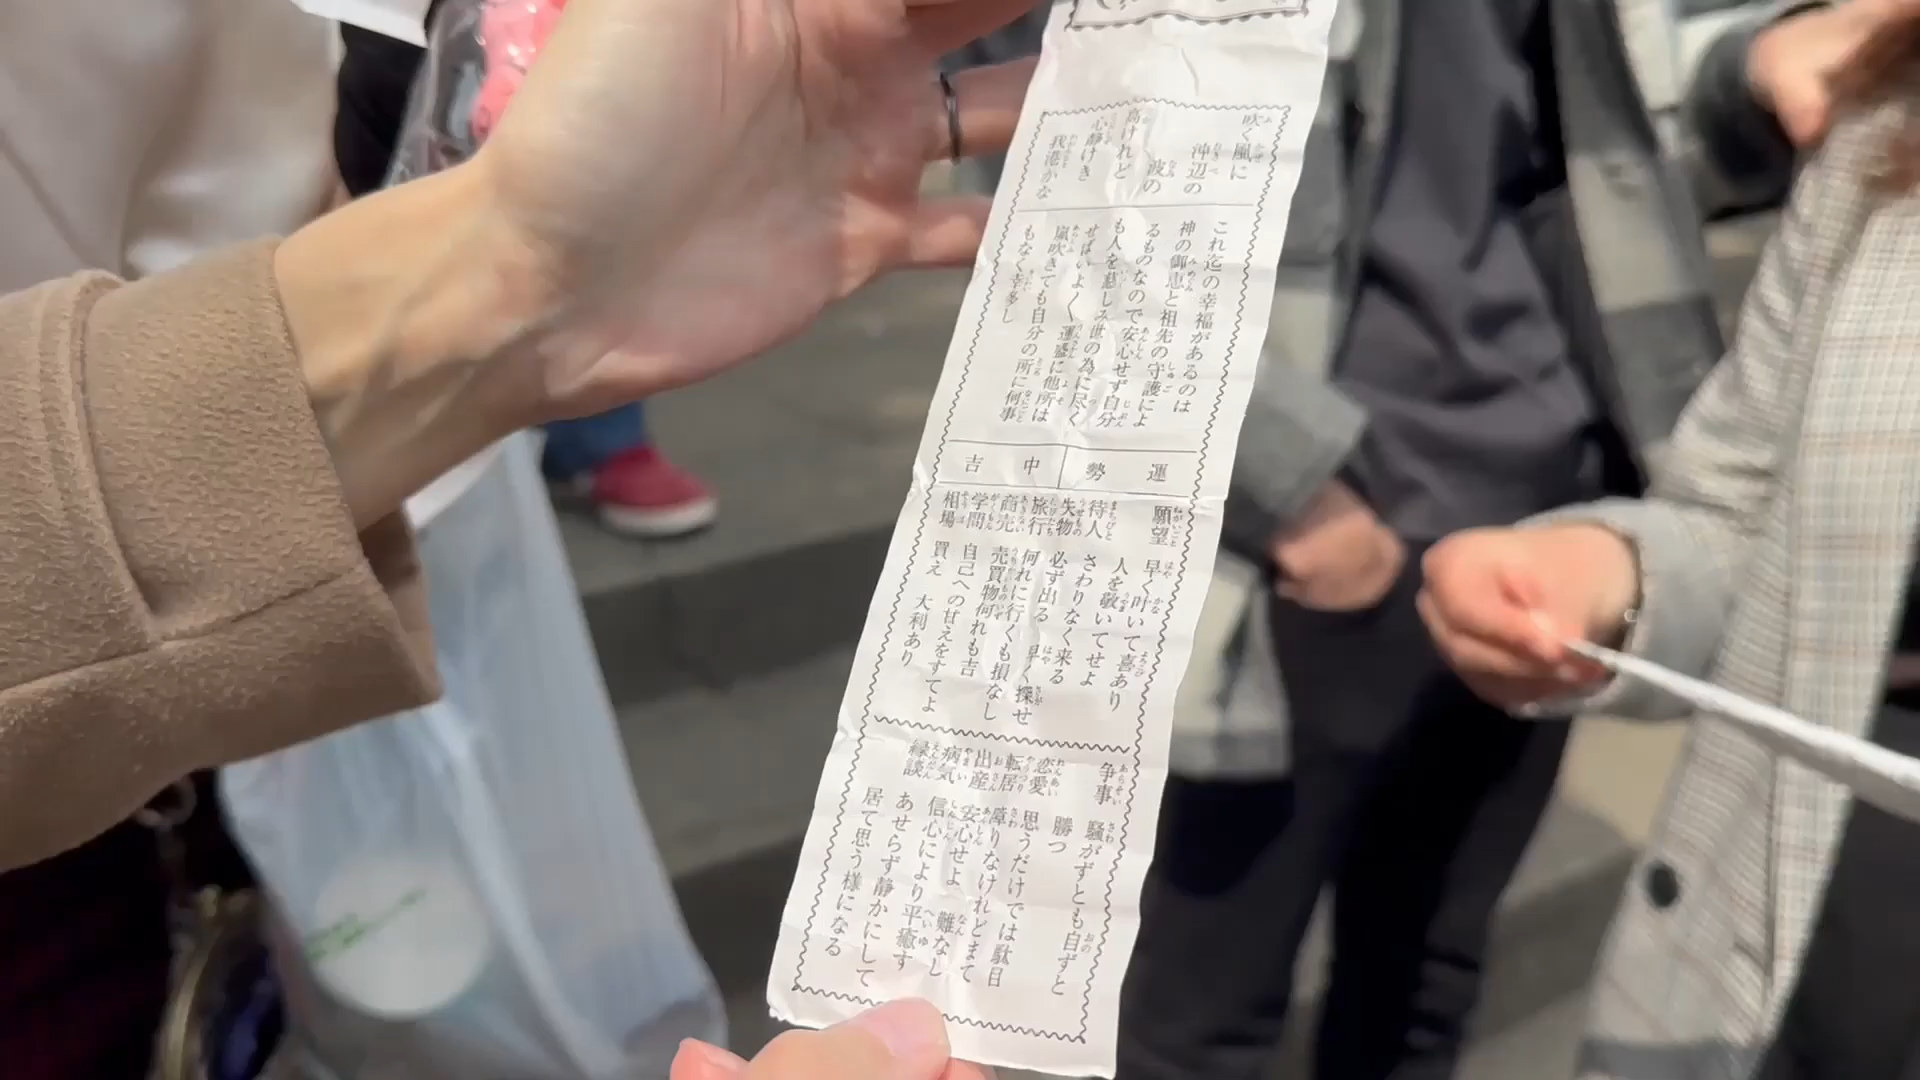 吹く風に
沖辺の
波の
高けれど
心静けき
我港かな
これ迄の幸福があるのは
神の御恵と祖先の守護によ
るものなので安心せず自分
も人を慈しみ世の為に尽く
せばいよ〱運盛に他所は
嵐吹きても自分の所に何事
もなく幸多し
運勢
中吉
願望 早く叶いて喜あり
人を敬いてせよ
待人 さわりなく来る
失物 必ず出る 早く探せ
旅行 何れに行くも損なし
商売 売買物何れも吉
学問 自己への甘えをすてよ
相場 買え 大利あり
争事 騒がずとも自ずと
勝つ
恋愛 思うだけでは駄目
転居 障りなけれどまて
出産 安心せよ 難なし
病気 信心により平癒す
縁談 あせらず静かにして
居て思う様になる